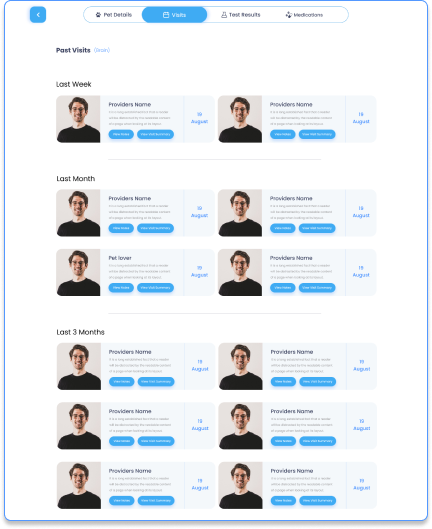 Pet Details
Visits
Test Results
Medications
Past Visits
Last Week
Providers Name
It is a long established fact that a reader
will be distracted by the readable content
of a page when looking at its layout.
View Notes
View Visit Summary
19
August
Providers Name
It is a long established fact that a reader
will be distracted by the readable content
of a page when looking at its layout.
View Notes
View Visit Summary
19
August
Last Month
Providers Name
It is a long established fact that a reader
will be distracted by the readable content
of a page when looking at its layout.
View Notes
View Visit Summary
19
August
Providers Name
It is a long established fact that a reader
will be distracted by the readable content
of a page when looking at its layout.
View Notes
View Visit Summary
19
August
Pet lover
It is a long established fact that a reader
will be distracted by the readable content
of a page when looking at its layout.
View Notes
View Visit Summary
19
August
Providers Name
It is a long established fact that a reader
will be distracted by the readable content
of a page when looking at its layout.
View Notes
View Visit Summary
19
August
Last 3 Months
Providers Name
It is a long established fact that a reader
will be distracted by the readable content
of a page when looking at its layout.
View Notes
View Visit Summary
19
August
Providers Name
It is a long established fact that a reader
will be distracted by the readable content
of a page when looking at its layout.
View Notes
View Visit Summary
19
August
Providers Name
It is a long established fact that a reader
will be distracted by the readable content
of a page when looking at its layout.
View Notes
View Visit Summary
19
August
Providers Name
It is a long established fact that a reader
will be distracted by the readable content
of a page when looking at its layout.
View Notes
View Visit Summary
19
August
Providers Name
It is a long established fact that a reader
will be distracted by the readable content
of a page when looking at its layout.
View Notes
View Visit Summary
19
August
Providers Name
It is a long established fact that a reader
will be distracted by the readable content
of a page when looking at its layout.
View Notes
View Visit Summary
19
August